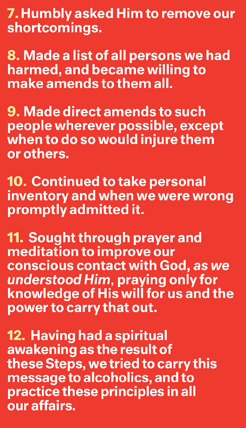 7. Humbly asked Him to remove our
shortcomings.
8. Made a list of all persons we had
harmed, and became willing to
make amends to them all.
9. Made direct amends to such
people wherever possible, except
when to do so would injure them
or others.
10. Continued to take personal
inventory and when we were wrong
promptly admitted it.
11. Sought through prayer and
meditation to improve our
conscious contact with God, as we
understood Him, praying only for
knowledge of His will for us and the
power to carry that out.
12. Having had a spiritual
awakening as the result of
these Steps, we tried to carry this
message to alcoholics, and to
practice these principles in all
our affairs.